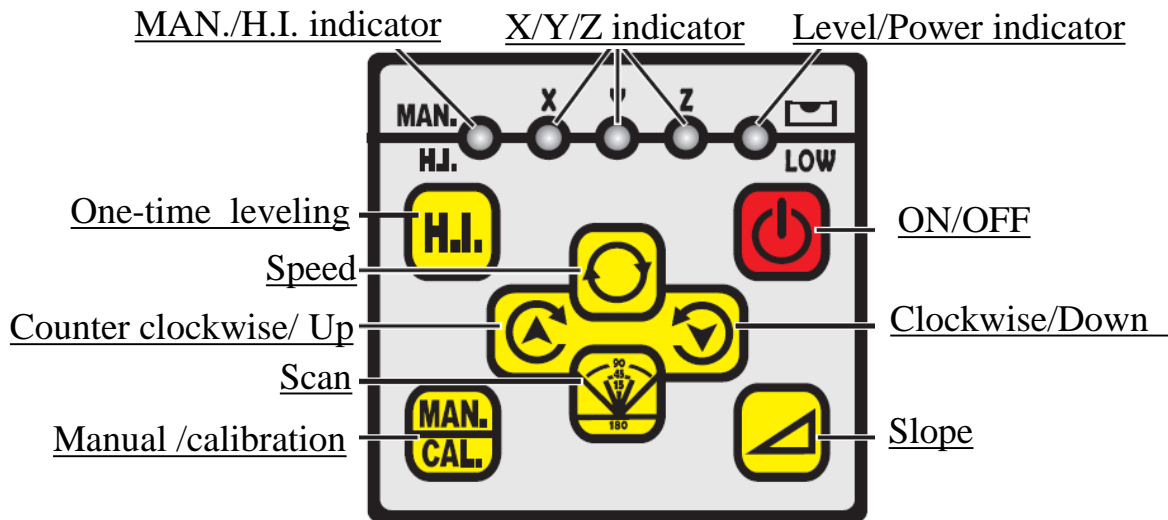 MAN./H.I. indicator
X/Y/Z indicator
Level/Power indicator
X
Y
Z
MAN.
H.I.
LOW
One-time leveling
H.I.
ON/OFF
Speed
Counter clockwise/ Up
Clockwise/Down
Scan
90
45
15
180
Manual /calibration
MAN.
CAL.
Slope